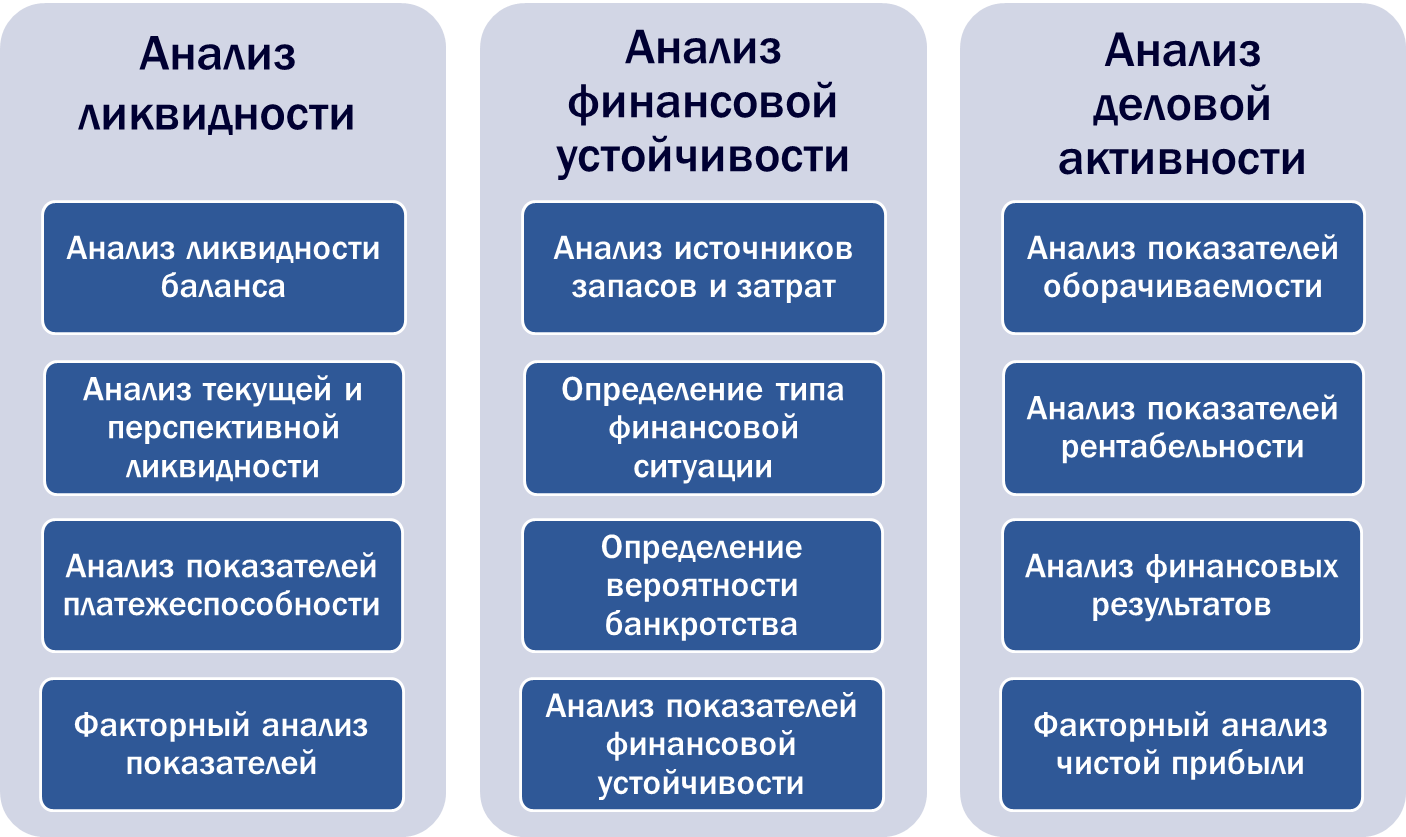 Анализ
ликвидности
Анализ ликвидности
баланса
Анализ текущей и
перспективной
ликвидности
Анализ показателей
платежеспособности
Факторный анализ
показателей
Анализ
финансовой
устойчивости
Анализ источников
запасов и затрат
Определение типа
финансовой
ситуации
Определение
вероятности
банкротства
Анализ показателей
финансовой
устойчивости
Анализ
деловой
активности
Анализ показателей
оборачиваемости
Анализ показателей
рентабельности
Анализ финансовых
результатов
Факторный анализ
чистой прибыли